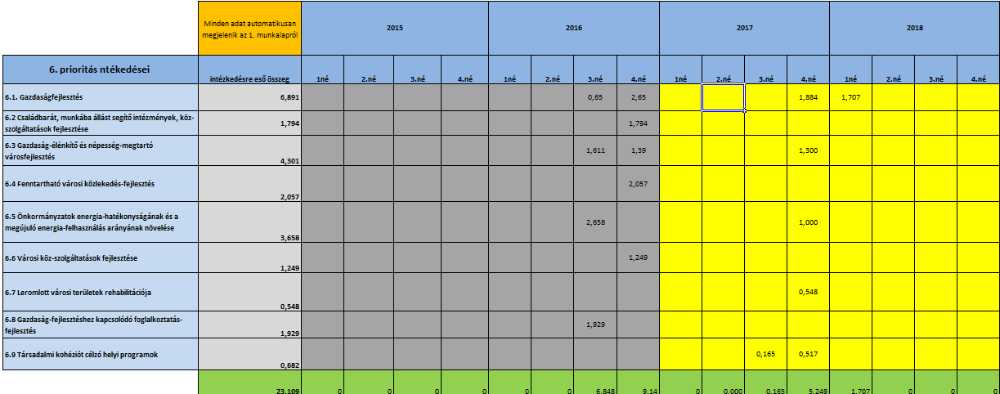 Minden adat automatikusan
megjelenik az 1. munkalapról
2015 2016 2017 2018
6. prioritás ntékedései
intézkedésre eső összeg 1né 2.né 3.né 4.né 1né 2.né 3.né 4.né 1né 2.né 3.né 4.né 1né 2.né 3.né 4.né
6.1. Gazdaságfejlesztés 6,891 0,65 2,65 1,884 1,707
6.2 Családbarát, munkába állást segítő intézmények, köz-
szolgáltatások fejlesztése 1,794 1,794
6.3 Gazdaság-élénkítő és népesség-megtartó
városfejlesztés 4,301 1,611 1,39 1,300
6.4 Fenntartható városi közlekedés-fejlesztés 2,057 2,057
6.5 Önkormányzatok energia-hatékonyságának és a
megújuló energia-felhasználás arányának növelése 3,658 2,658 1,000
6.6 Városi köz-szolgáltatások fejlesztése 1,249 1,249
6.7 Leromlott városi területek rehabilitációja 0,548 0,548
6.8 Gazdaság-fejlesztéshez kapcsolódó foglalkoztatás-
fejlesztés 1,929 1,929
6.9 Társadalmi kohéziót célzó helyi programok 0,682 0,165 0,517
23,109 0 0 0 0 0 0 6,848 9,14 0 0,000 0,165 5,249 1,707 0 0 0